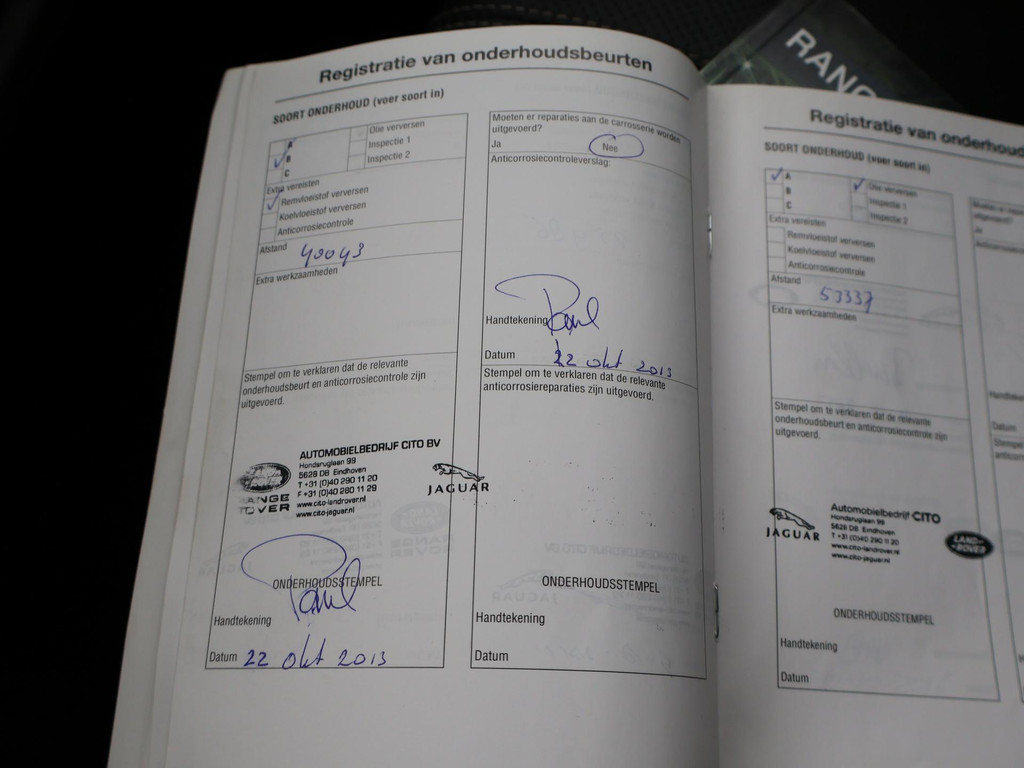 RANG
Registratie van onderhoudsbeurten
SOORT ONDERHOUD (voer soort in)
A
B
C
Olie verversen
Inspectie 1
Inspectie 2
Extra vereisten
Remvloeistof verversen
Koelvloeistof verversen
Anticorrosiecontrole
Afstand 40043
Extra werkzaamheden
Stempel om te verklaren dat de relevante
onderhoudsbeurt en anticorrosiecontrole zijn
uitgevoerd.
AUTOMOBIELBEDRIJF CITO BV
Hondsruglaan 99
5628 DB Eindhoven
T +31 (0)40 290 11 20
F +31 (0)40 290 11 29
www.cito-landrover.nl
www.cito-jaguar.nl
ANGE
OVER
JAGUAR
ONDERHOUDSSTEMPEL
Paul
Handtekening
Datum 22 okt 2013
Moeten er reparaties aan de carrosserie worden
uitgevoerd?
Ja Nee
Anticorrosiecontroleverslag:
Handtekening Paul
Datum 22 okt 2013
Stempel om te verklaren dat de relevante
anticorrosiereparaties zijn uitgevoerd.
ONDERHOUDSSTEMPEL
Handtekening
Datum
Registratie van onderhoud
SOORT ONDERHOUD (voer soort in)
A
B
C
Olie verversen
Inspectie 1
Inspectie 2
Extra vereisten
Remvloeistof verversen
Koelvloeistof verversen
Anticorrosiecontrole
Afstand 53337
Extra werkzaamheden
Stempel om te verklaren dat de relevante
onderhoudsbeurt en anticorrosiecontrole zijn
uitgevoerd.
JAGUAR
Automobielbedrijf CITO
Hondsruglaan 99
5628 DB Eindhoven
T +31 (0)40 290 11 20
www.cito-landrover.nl
www.cito-jaguar.nl
LAND-
ROVER
ONDERHOUDSSTEMPEL
Handtekening
Datum
Ja
Datum